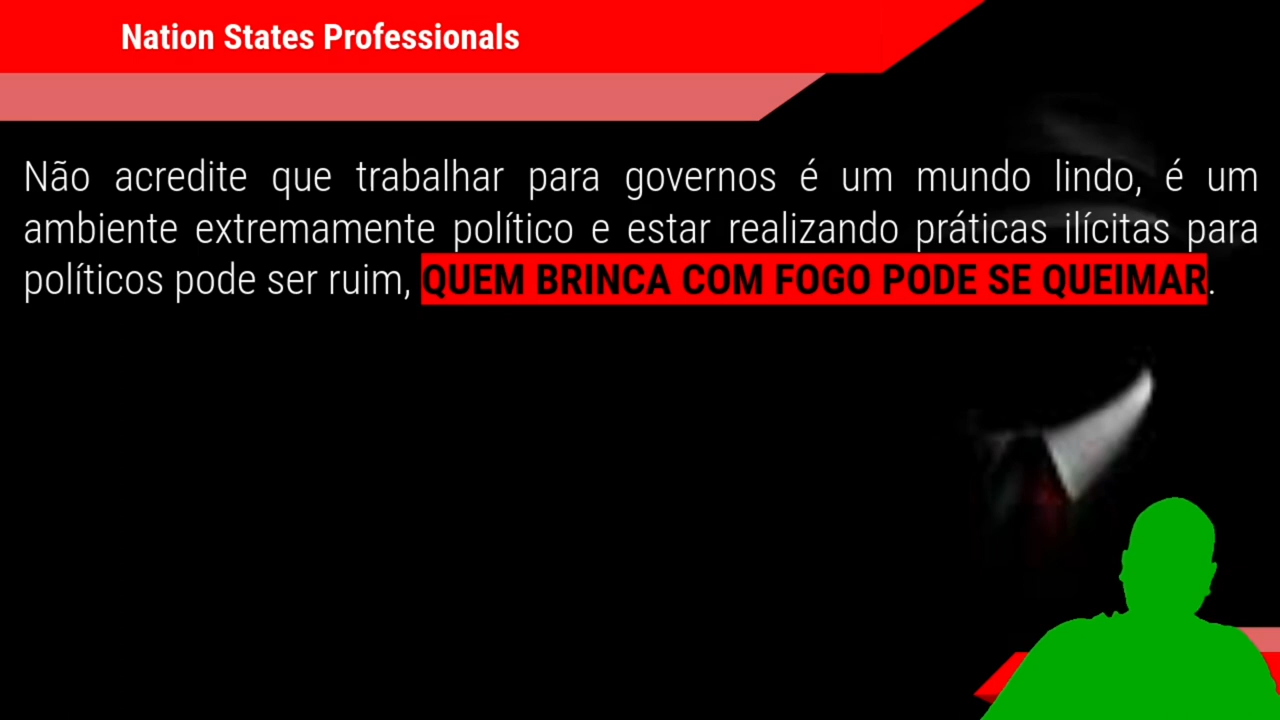 Nation States Professionals
Não acredite que trabalhar para governos é um mundo lindo, é um
ambiente extremamente político e estar realizando práticas ilícitas para
políticos pode ser ruim, QUEM BRINCA COM FOGO PODE SE QUEIMAR.